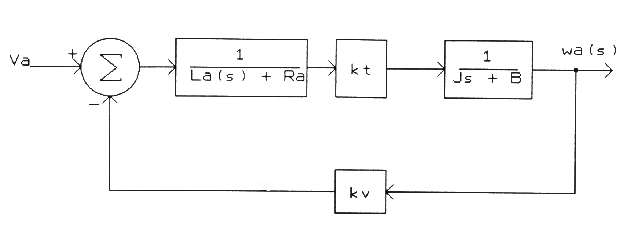 Va
+
Σ
−
1
La(s) + Ra
kt
1
Js + B
wa(s)
kv